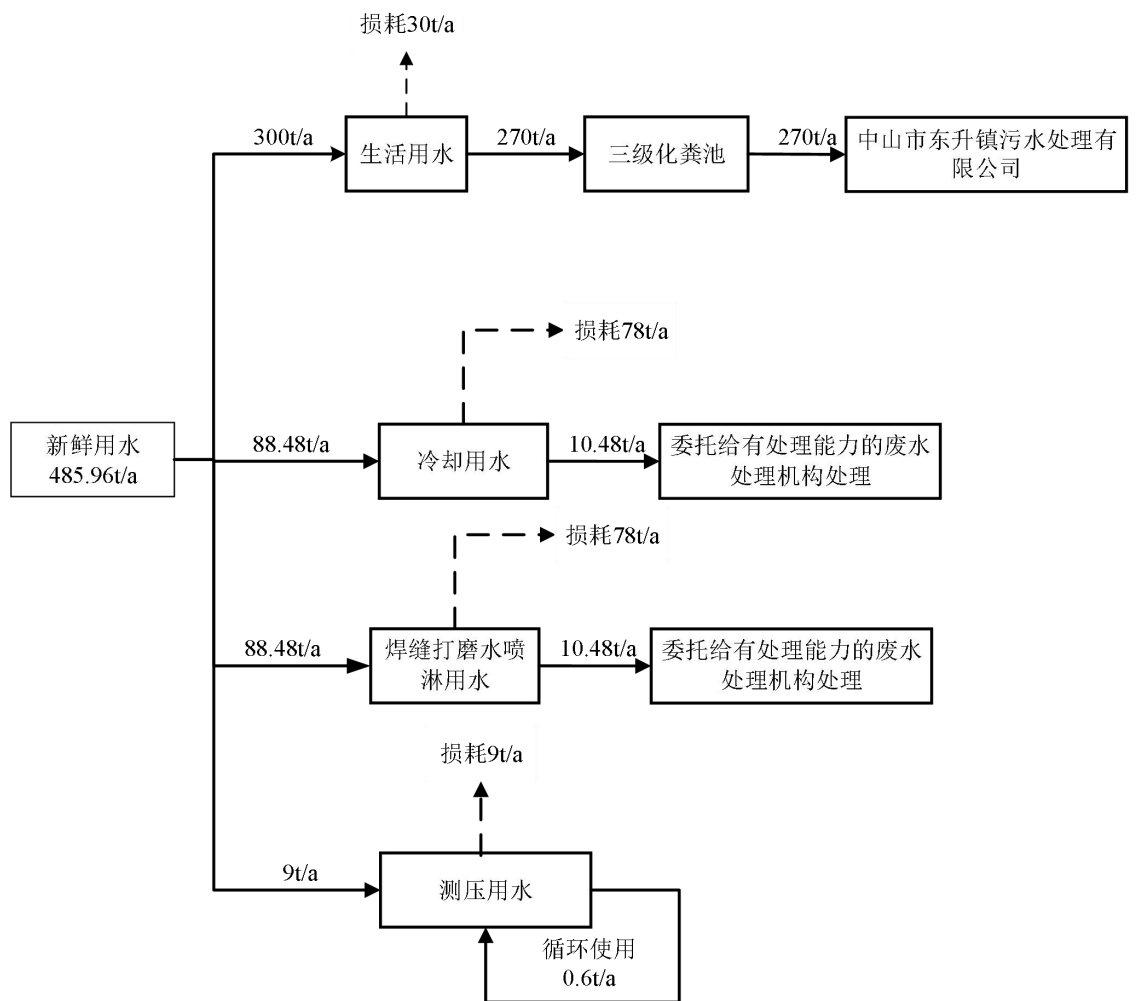 损耗30t/a
300t/a
生活用水
270t/a
三级化粪池
270t/a
中山市东升镇污水处理有
限公司
损耗78t/a
新鲜用水
485.96t/a
88.48t/a
冷却用水
10.48t/a
委托给有处理能力的废水
处理机构处理
损耗78t/a
88.48t/a
焊缝打磨水喷
淋用水
10.48t/a
委托给有处理能力的废水
处理机构处理
损耗9t/a
9t/a
测压用水
循环使用
0.6t/a